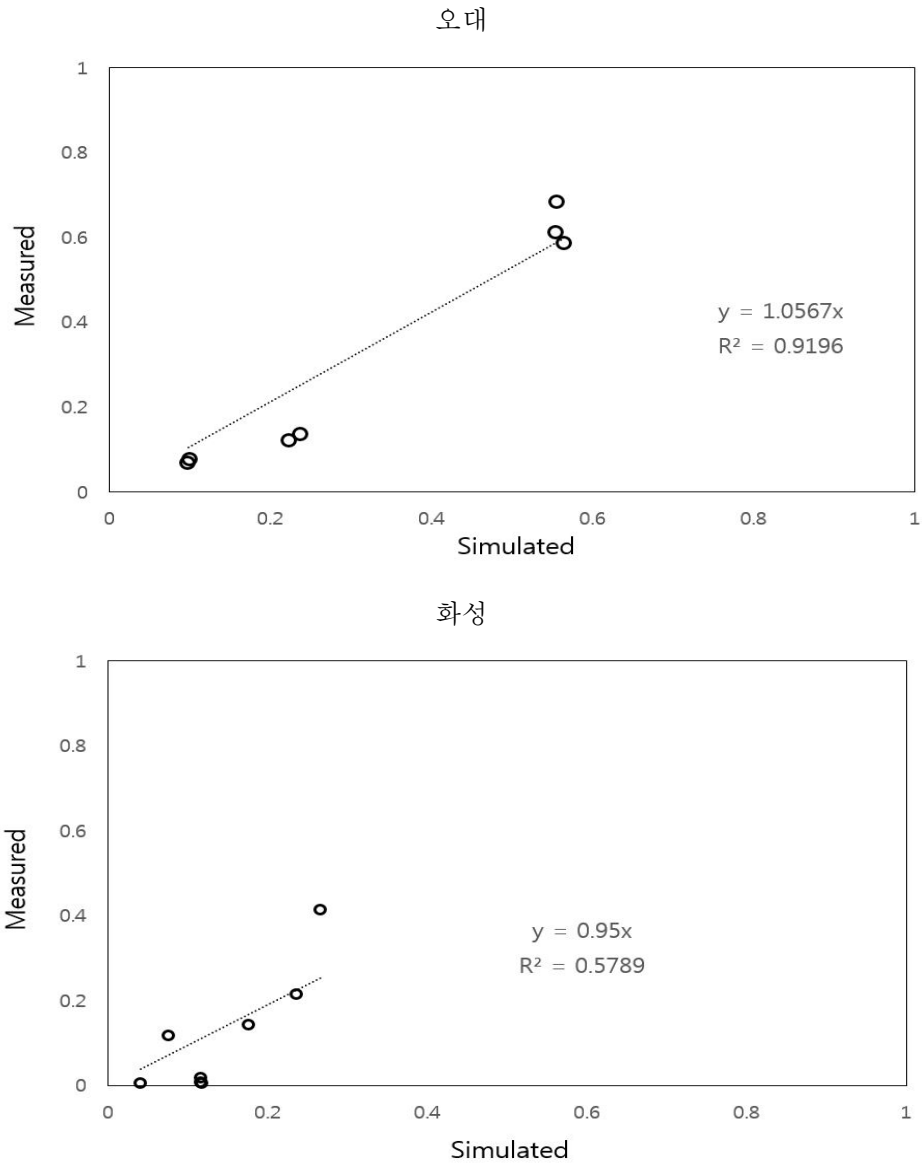 오대
1
0.8
0.6
0.4
0.2
0
Measured
y = 1.0567x
R² = 0.9196
0 0.2 0.4 0.6 0.8 1
Simulated
화성
1
0.8
0.6
0.4
0.2
0
Measured
y = 0.95x
R² = 0.5789
0 0.2 0.4 0.6 0.8 1
Simulated